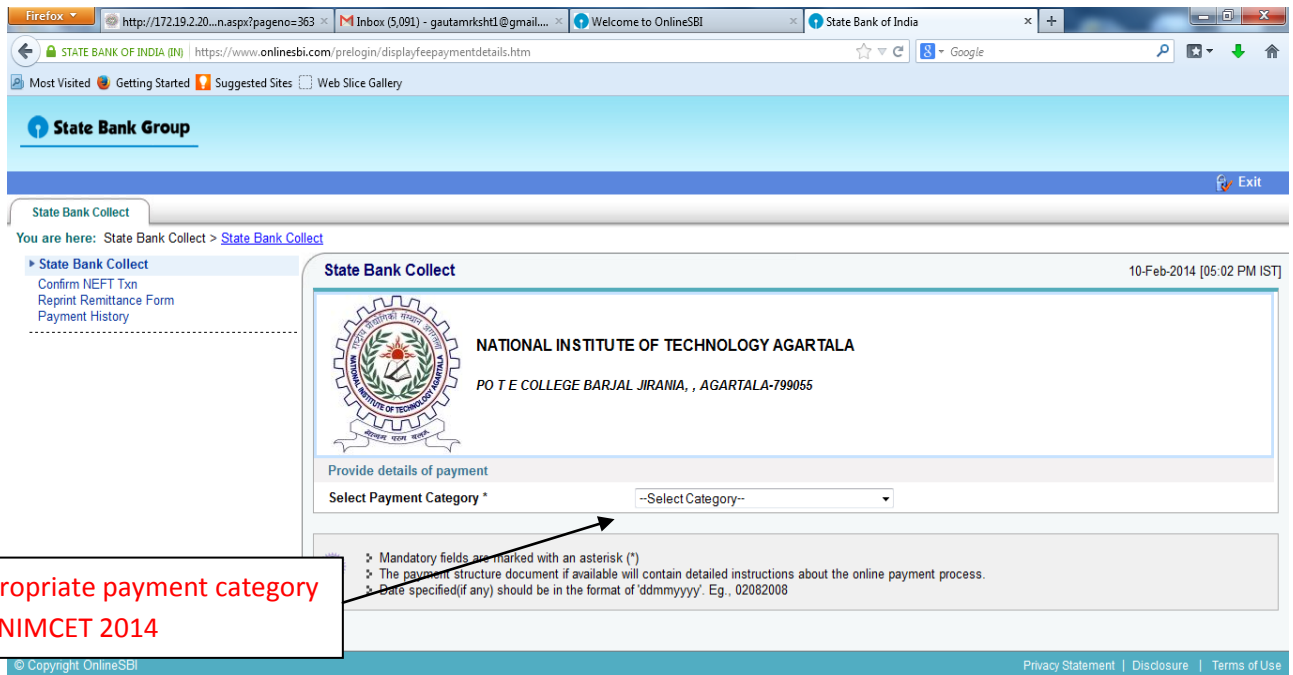 Firefox
http://172.19.2.20...n.aspx?pageno=363
Inbox (5,091) - gautamrksht1@gmail....
Welcome to OnlineSBI
State Bank of India
STATE BANK OF INDIA (IN) https://www.onlinesbi.com/prelogin/displayfeepaymentdetails.htm
Google
Most Visited Getting Started Suggested Sites Web Slice Gallery
State Bank Group
Exit
State Bank Collect
You are here: State Bank Collect > State Bank Collect
State Bank Collect
Confirm NEFT Txn
Reprint Remittance Form
Payment History
State Bank Collect 10-Feb-2014 [05:02 PM IST]
NATIONAL INSTITUTE OF TECHNOLOGY AGARTALA
PO T E COLLEGE BARJAL JIRANIA, , AGARTALA-799055
NATIONAL INSTITUTE OF TECHNOLOGY
Provide details of payment
Select Payment Category * --Select Category--
Mandatory fields are marked with an asterisk (*)
The payment structure document if available will contain detailed instructions about the online payment process.
Date specified(if any) should be in the format of 'ddmmyyyy'. Eg., 02082008
ropriate payment category
NIMCET 2014
© Copyright OnlineSBI
Privacy Statement | Disclosure | Terms of Use